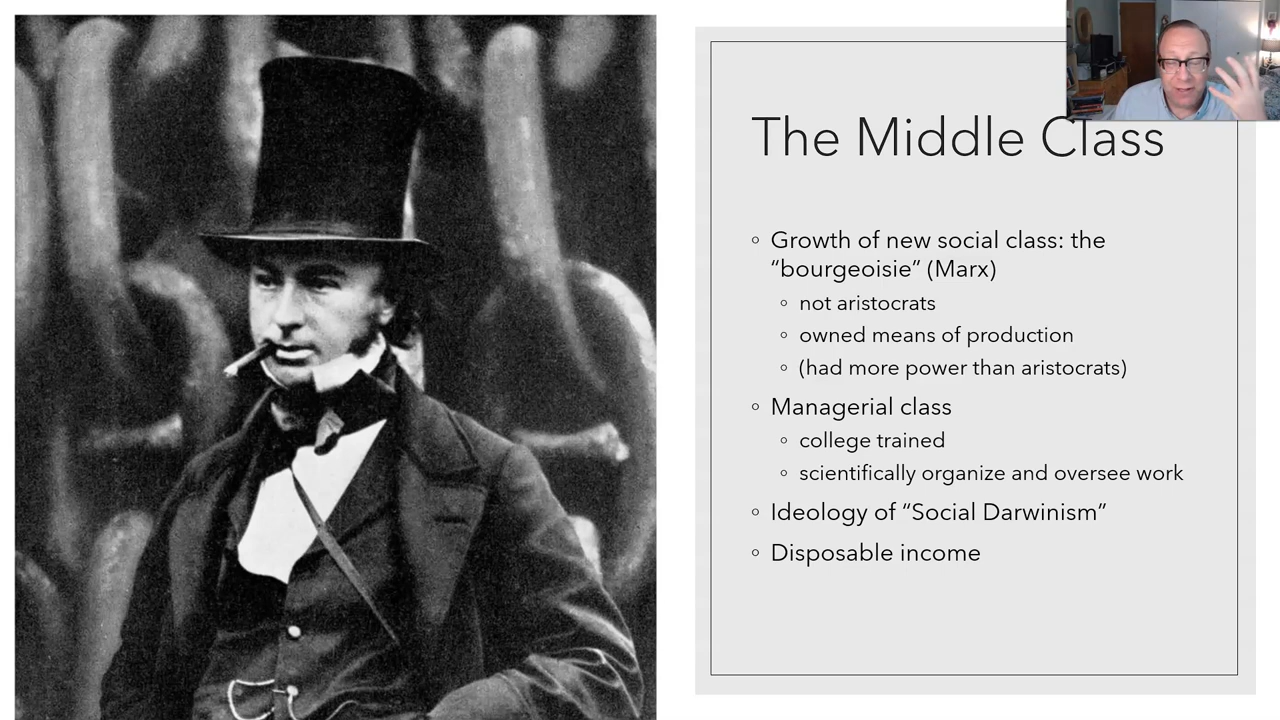 The Middle Class
◦ Growth of new social class: the
“bourgeoisie” (Marx)
◦ not aristocrats
◦ owned means of production
◦ (had more power than aristocrats)
◦ Managerial class
◦ college trained
◦ scientifically organize and oversee work
◦ Ideology of “Social Darwinism”
◦ Disposable income